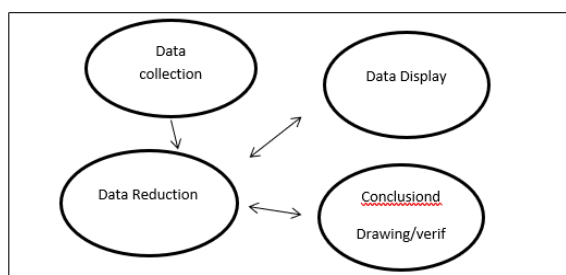 Data
collection
Data Display
Data Reduction
Conclusiond
Drawing/verif